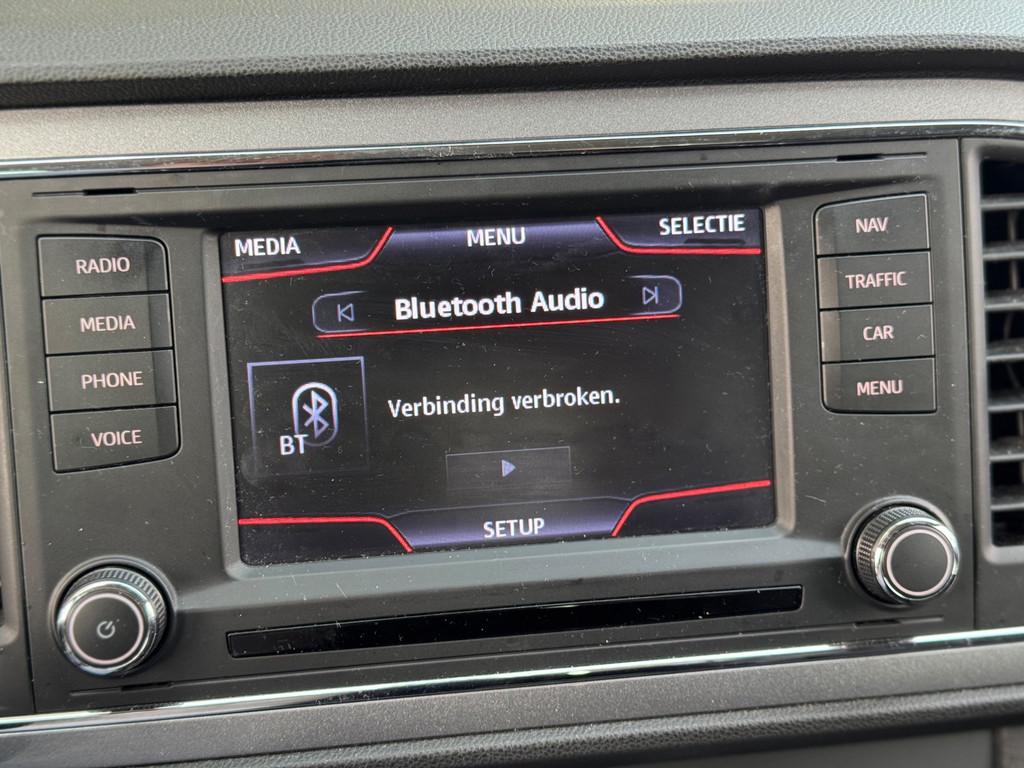 RADIO
MEDIA
PHONE
VOICE
MEDIA
MENU
SELECTIE
Bluetooth Audio
BT
Verbinding verbroken.
SETUP
NAV
TRAFFIC
CAR
MENU